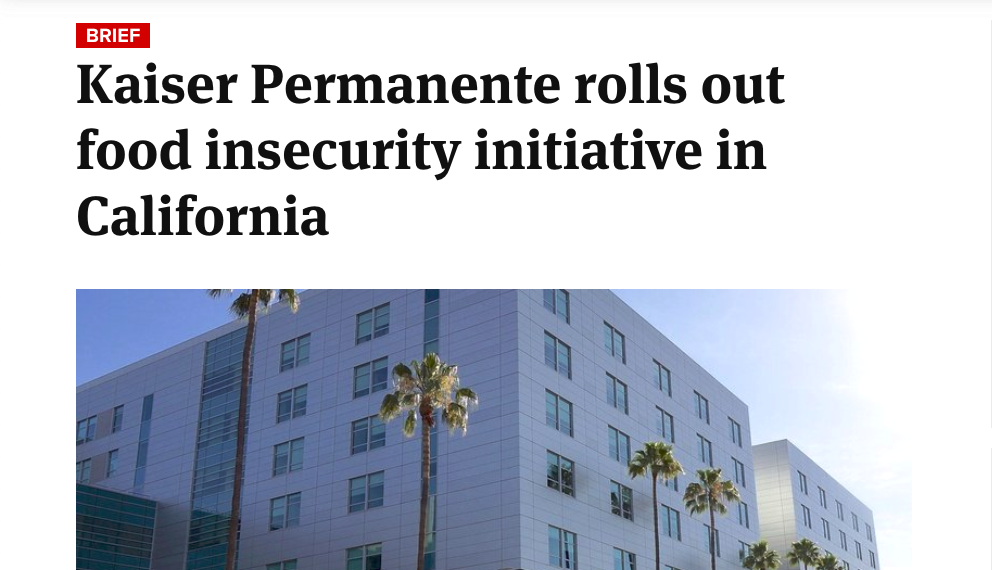 BRIEF
Kaiser Permanente rolls out
food insecurity initiative in
California